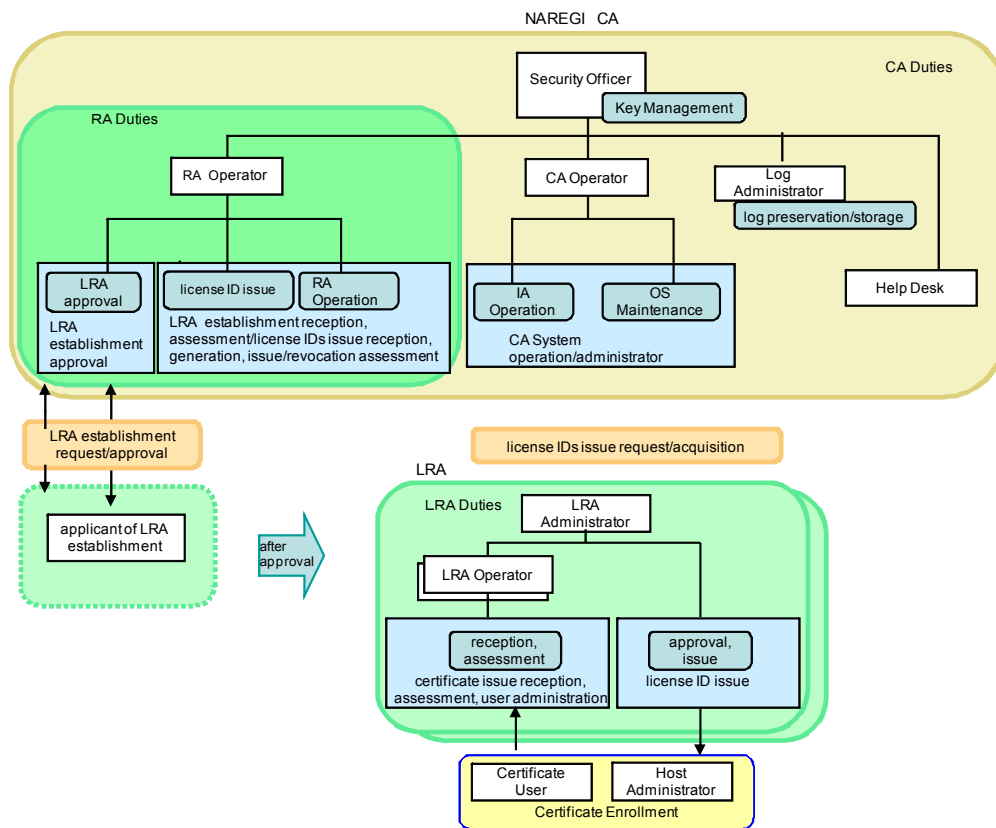 NAREGI CA
CA Duties
Security Officer
Key Management
RA Duties
RA Operator
CA Operator
Log
Administrator
log preservation/storage
LRA
approval
license ID issue
RA
Operation
IA
Operation
OS
Maintenance
Help Desk
LRA
establishment
approval
LRA establishment reception,
assessment/license IDs issue reception,
generation, issue/revocation assessment
CA System
operation/administrator
LRA establishment
request/approval
license IDs issue request/acquisition
LRA
applicant of LRA
establishment
after
approval
LRA Duties
LRA
Administrator
LRA Operator
reception,
assessment
certificate issue reception,
assessment, user administration
approval,
issue
license ID issue
Certificate
User
Host
Administrator
Certificate Enrollment